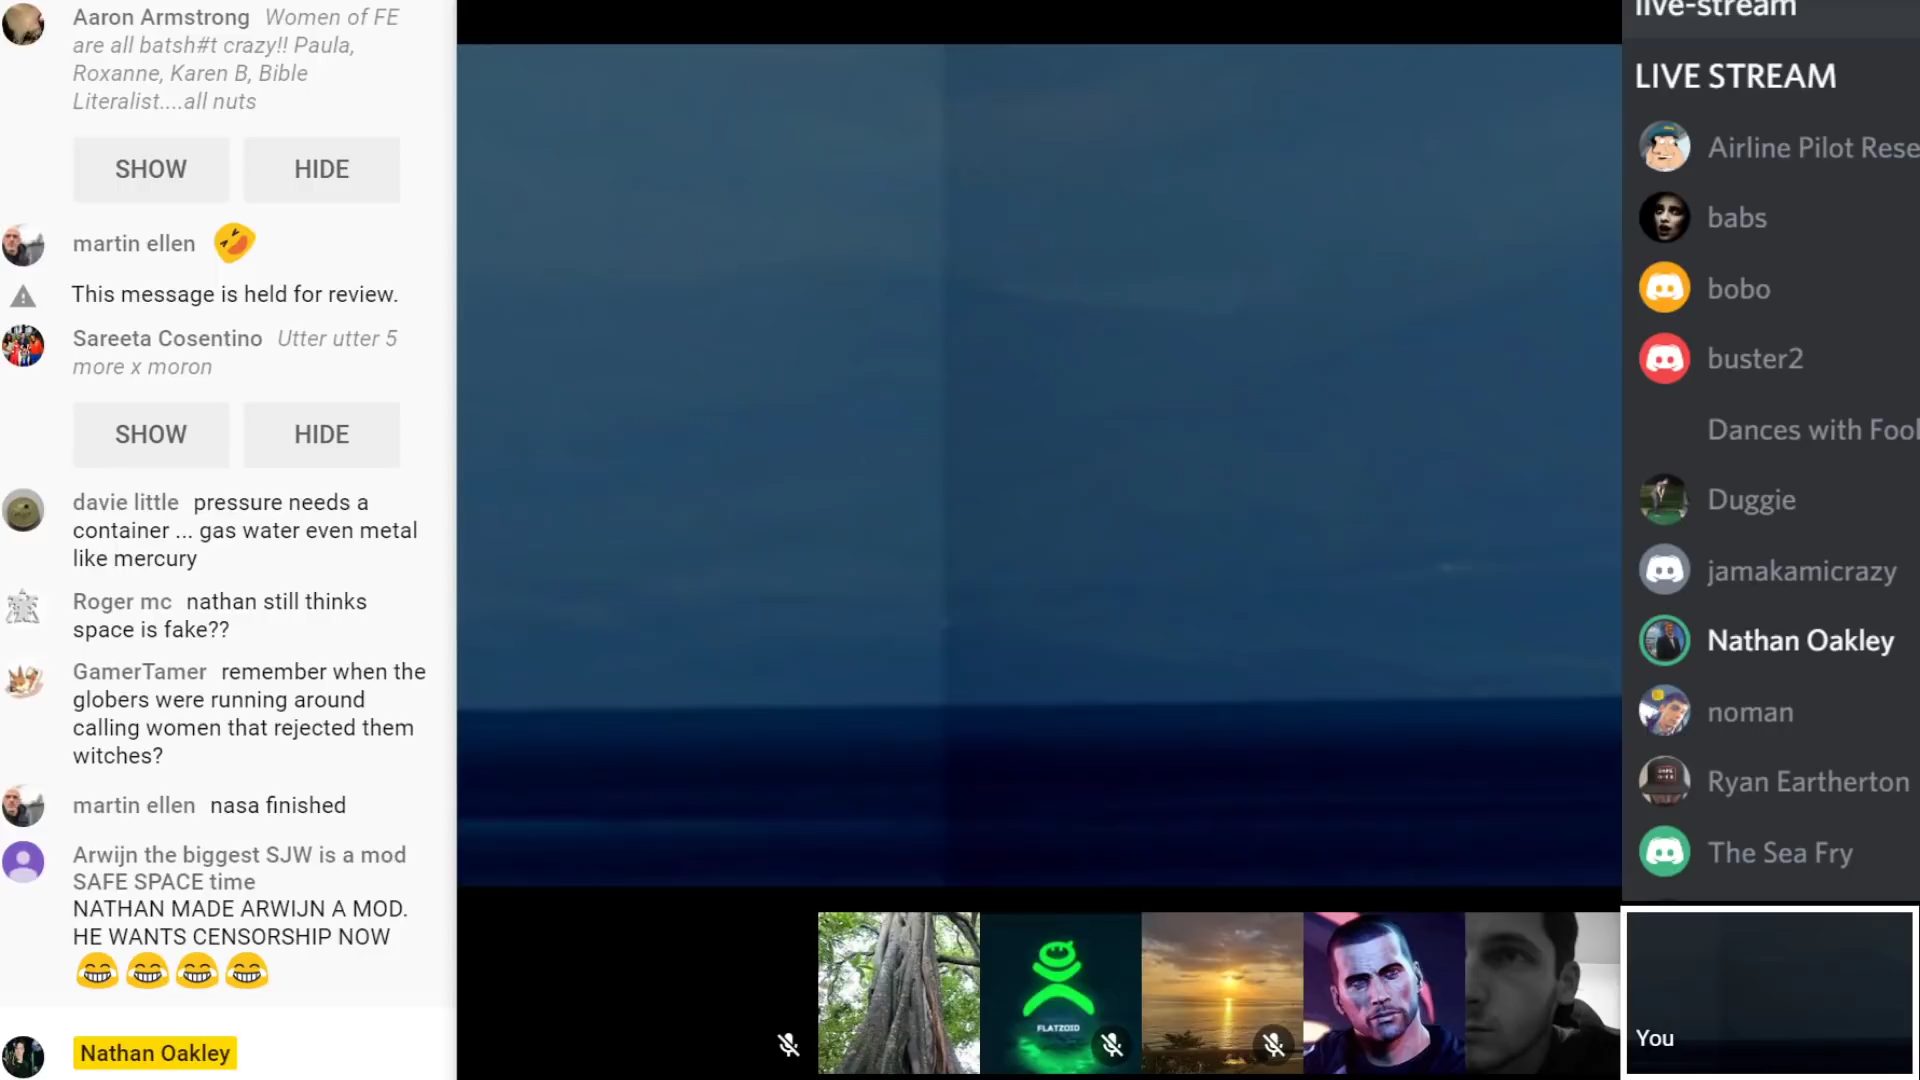 Aaron Armstrong Women of FE
are all batsh#t crazy!! Paula,
Roxanne, Karen B, Bible
Literalist....all nuts
SHOW HIDE
martin ellen
This message is held for review.
Sareeta Cosentino Utter utter 5
more x moron
SHOW HIDE
davie little pressure needs a
container ... gas water even metal
like mercury
Roger mc nathan still thinks
space is fake??
GamerTamer remember when the
globers were running around
calling women that rejected them
witches?
martin ellen nasa finished
Arwijn the biggest SJW is a mod
SAFE SPACE time
NATHAN MADE ARWIJN A MOD.
HE WANTS CENSORSHIP NOW
Nathan Oakley
FLATZOID
live-stream
LIVE STREAM
Airline Pilot Rese
babs
bobo
buster2
Dances with Fool
Duggie
jamakamicrazy
Nathan Oakley
noman
Ryan Eartherton
The Sea Fry
You